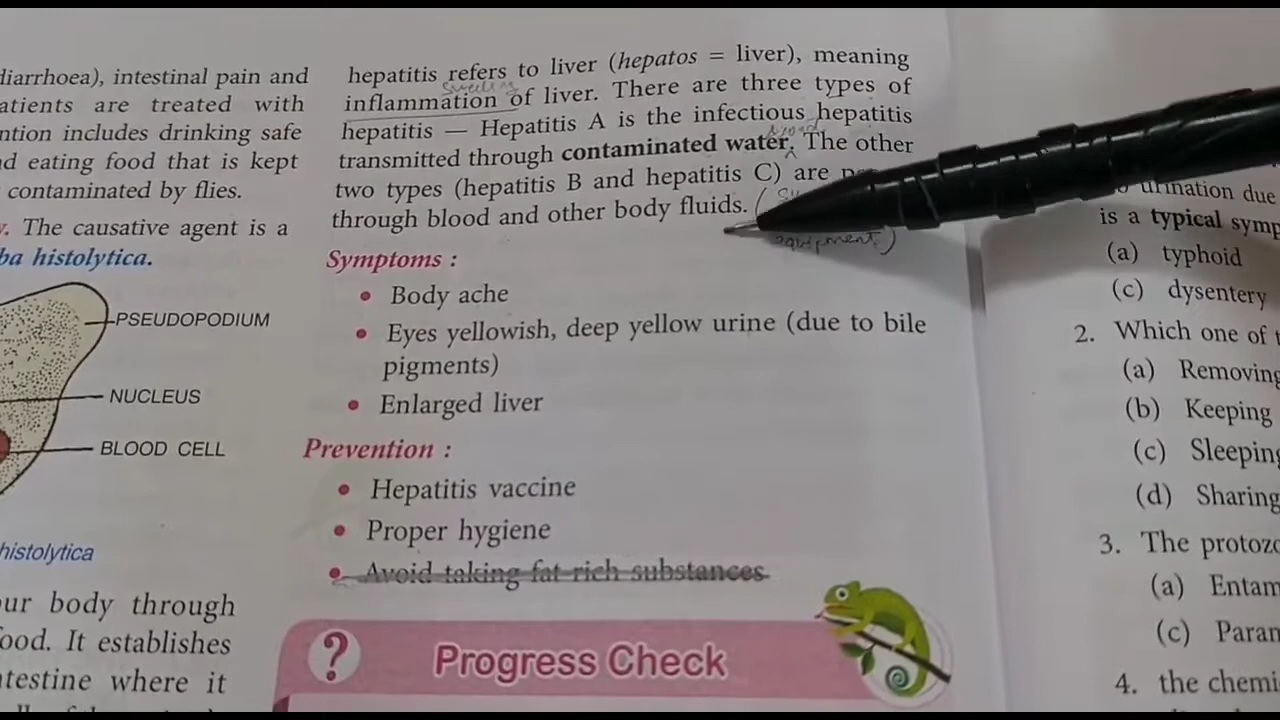 diarrhoea), intestinal pain and
atients are treated with
ntion includes drinking safe
d eating food that is kept
contaminated by flies.
The causative agent is a
ba histolytica.
PSEUDOPODIUM
NUCLEUS
BLOOD CELL
histolytica
our body through
ood. It establishes
ntestine where it
hepatitis refers to liver (hepatos = liver), meaning
swelling
inflammation of liver. There are three types of
hepatitis — Hepatitis A is the infectious hepatitis
transmitted through contaminated water. The other
two types (hepatitis B and hepatitis C) are
through blood and other body fluids.
equipment)
Symptoms :
• Body ache
• Eyes yellowish, deep yellow urine (due to bile
pigments)
• Enlarged liver
Prevention :
• Hepatitis vaccine
• Proper hygiene
• Avoid taking fat rich substances
? Progress Check
urination due
is a typical symp
(a) typhoid
(c) dysentery
2. Which one of t
(a) Removing
(b) Keeping
(c) Sleeping
(d) Sharing
3. The protozo
(a) Entam
(c) Param
4. the chemi